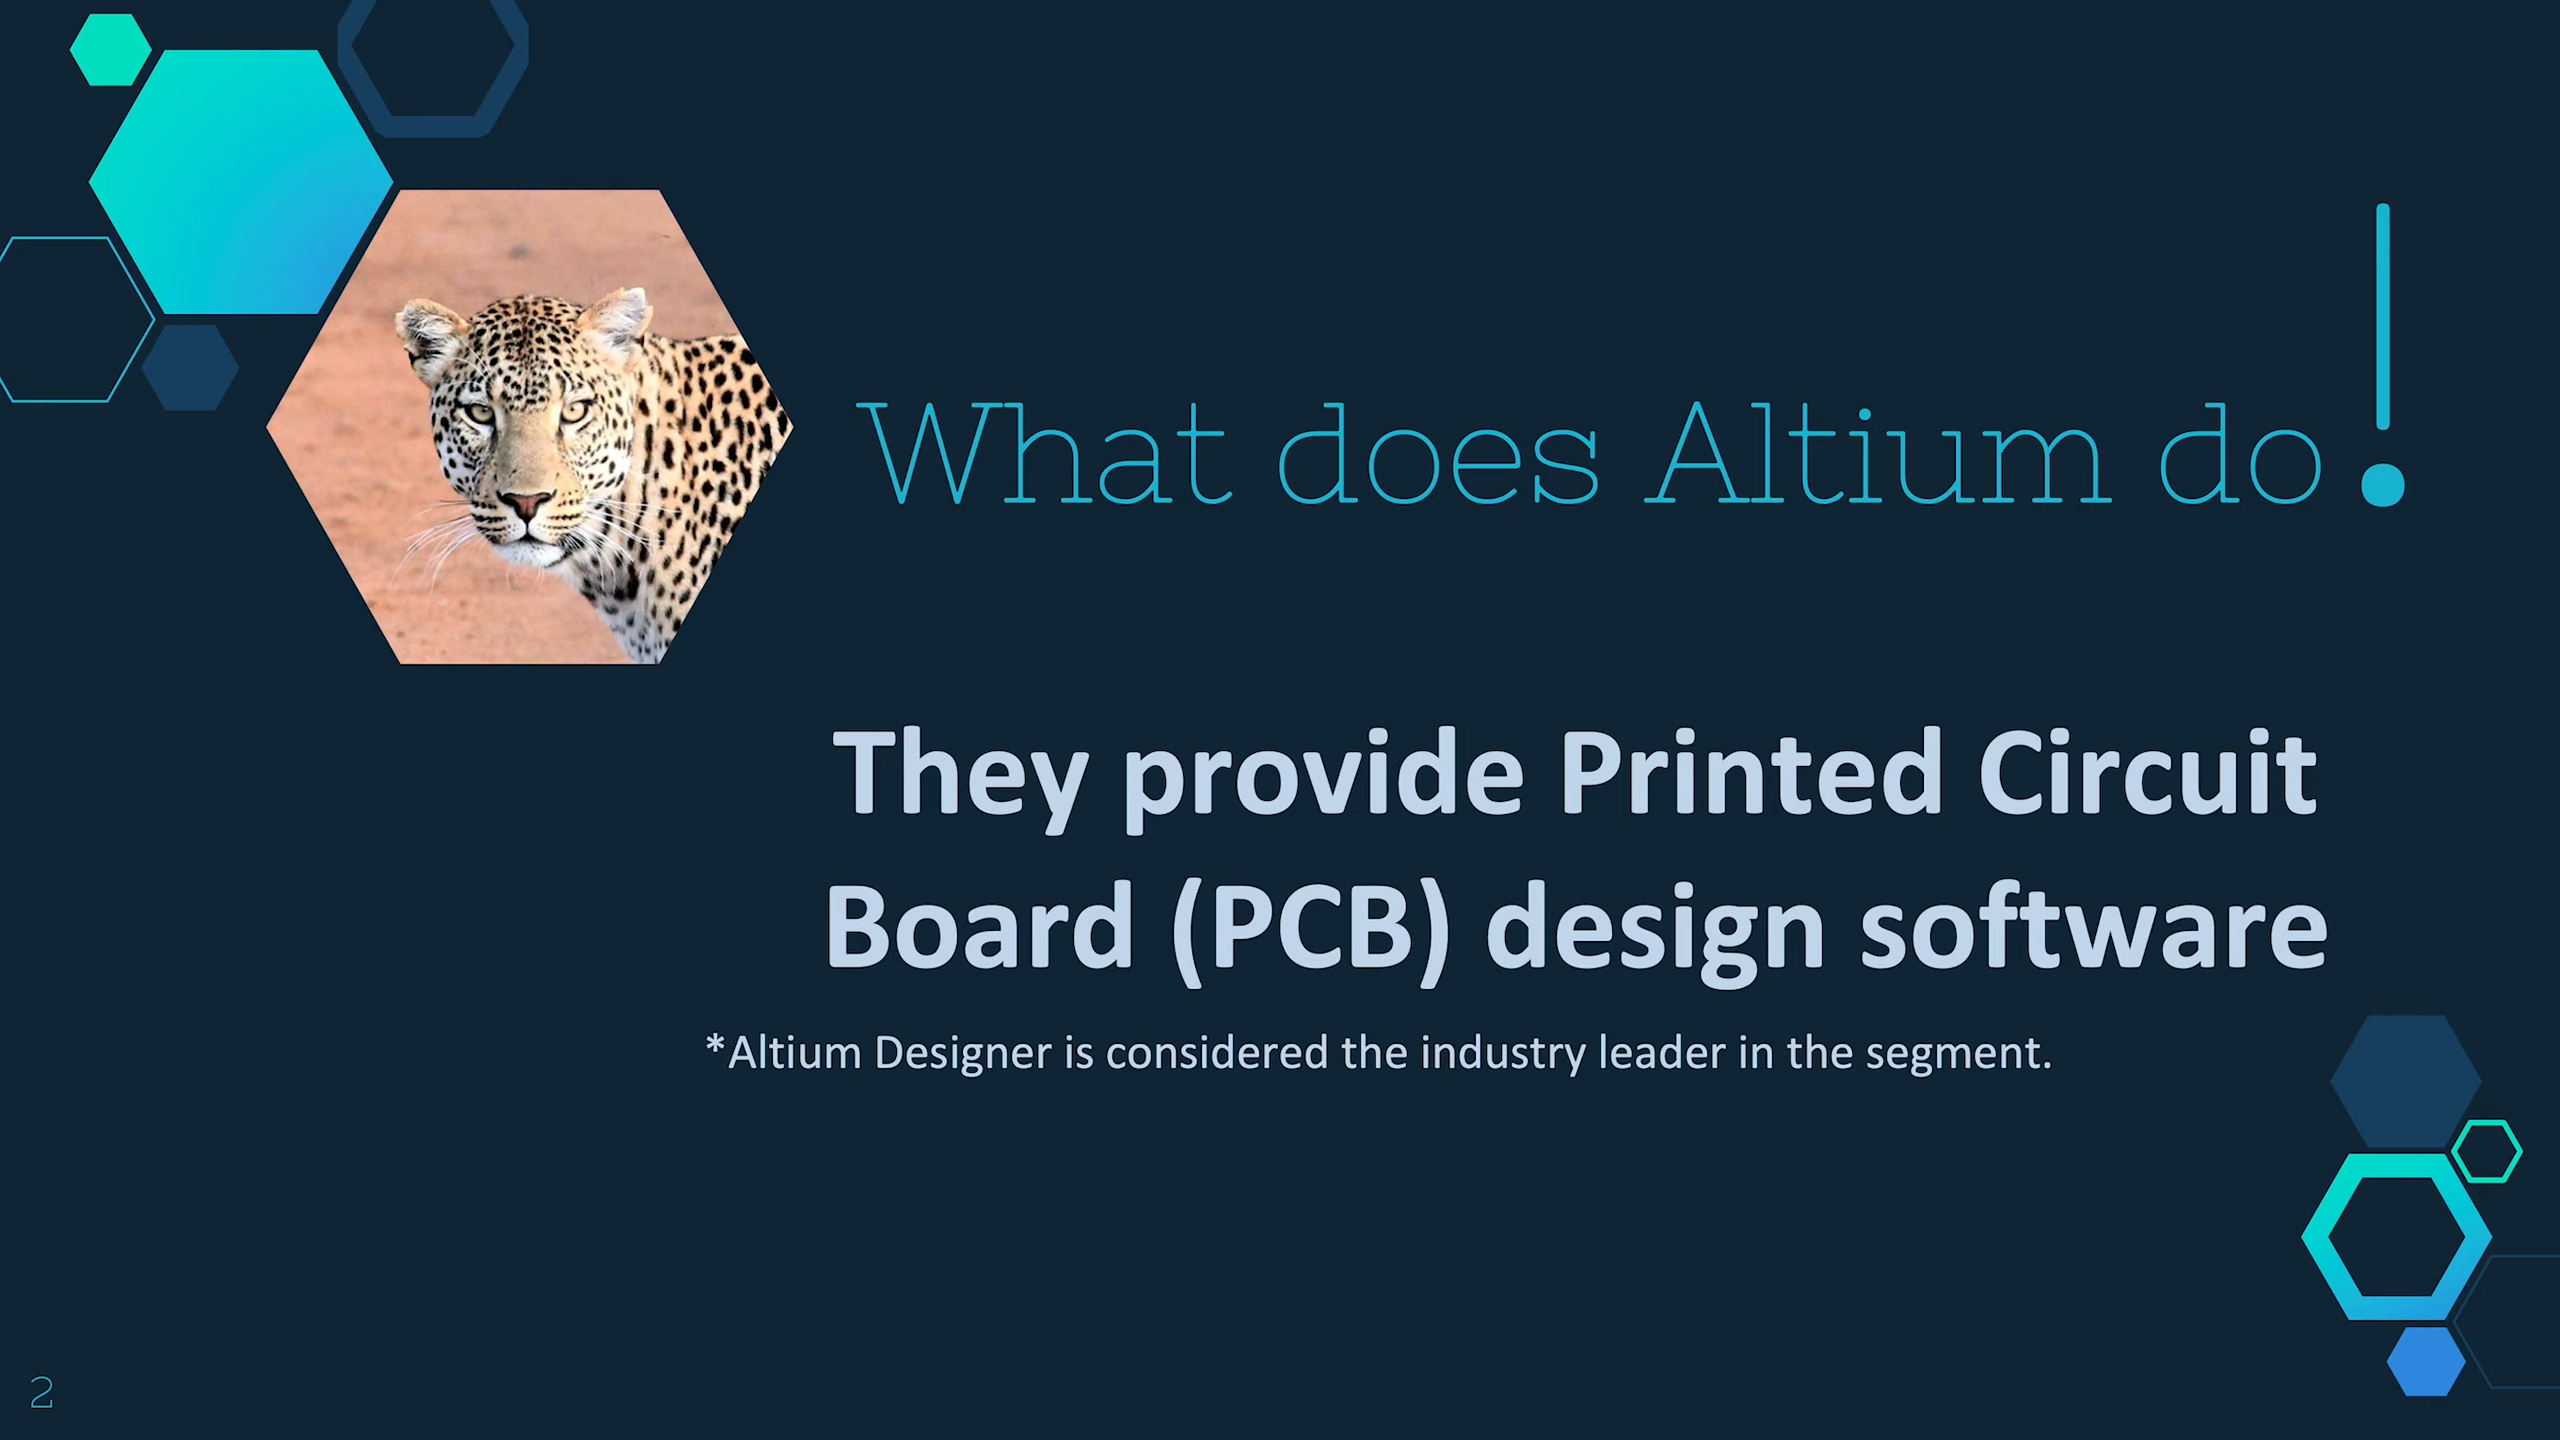 What does Altium do!
They provide Printed Circuit
Board (PCB) design software
*Altium Designer is considered the industry leader in the segment.
2